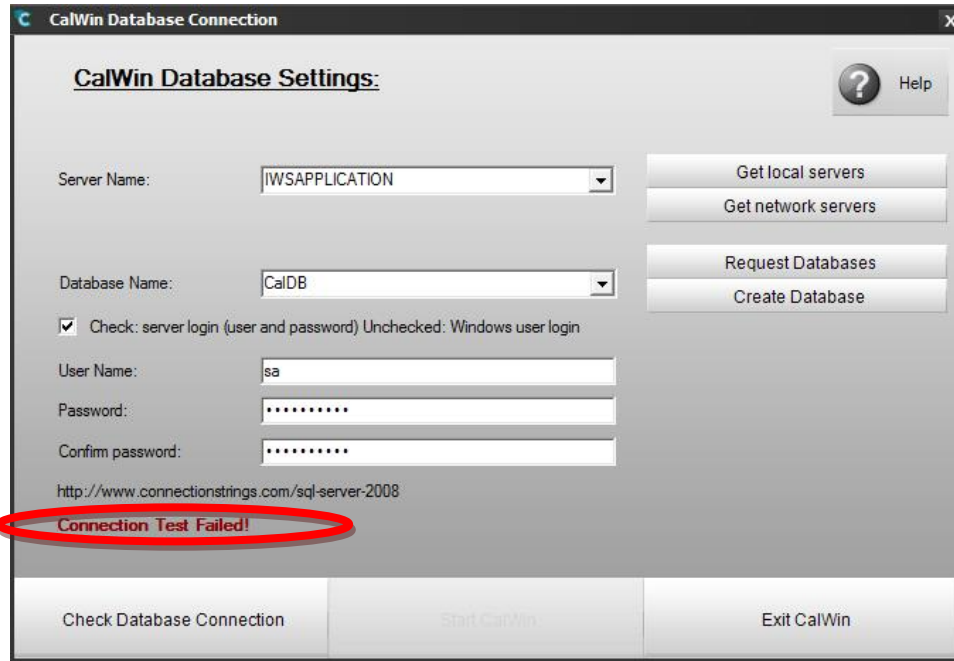 CalWin Database Connection
X
CalWin Database Settings:
? Help
Server Name: IWSAPPLICATION
Get local servers
Get network servers
Database Name: CalDB
Request Databases
Create Database
Check: server login (user and password) Unchecked: Windows user login
User Name: sa
Password: ••••••••••
Confirm password: ••••••••••
http://www.connectionstrings.com/sql-server-2008
Connection Test Failed!
Check Database Connection Start CalWin Exit CalWin